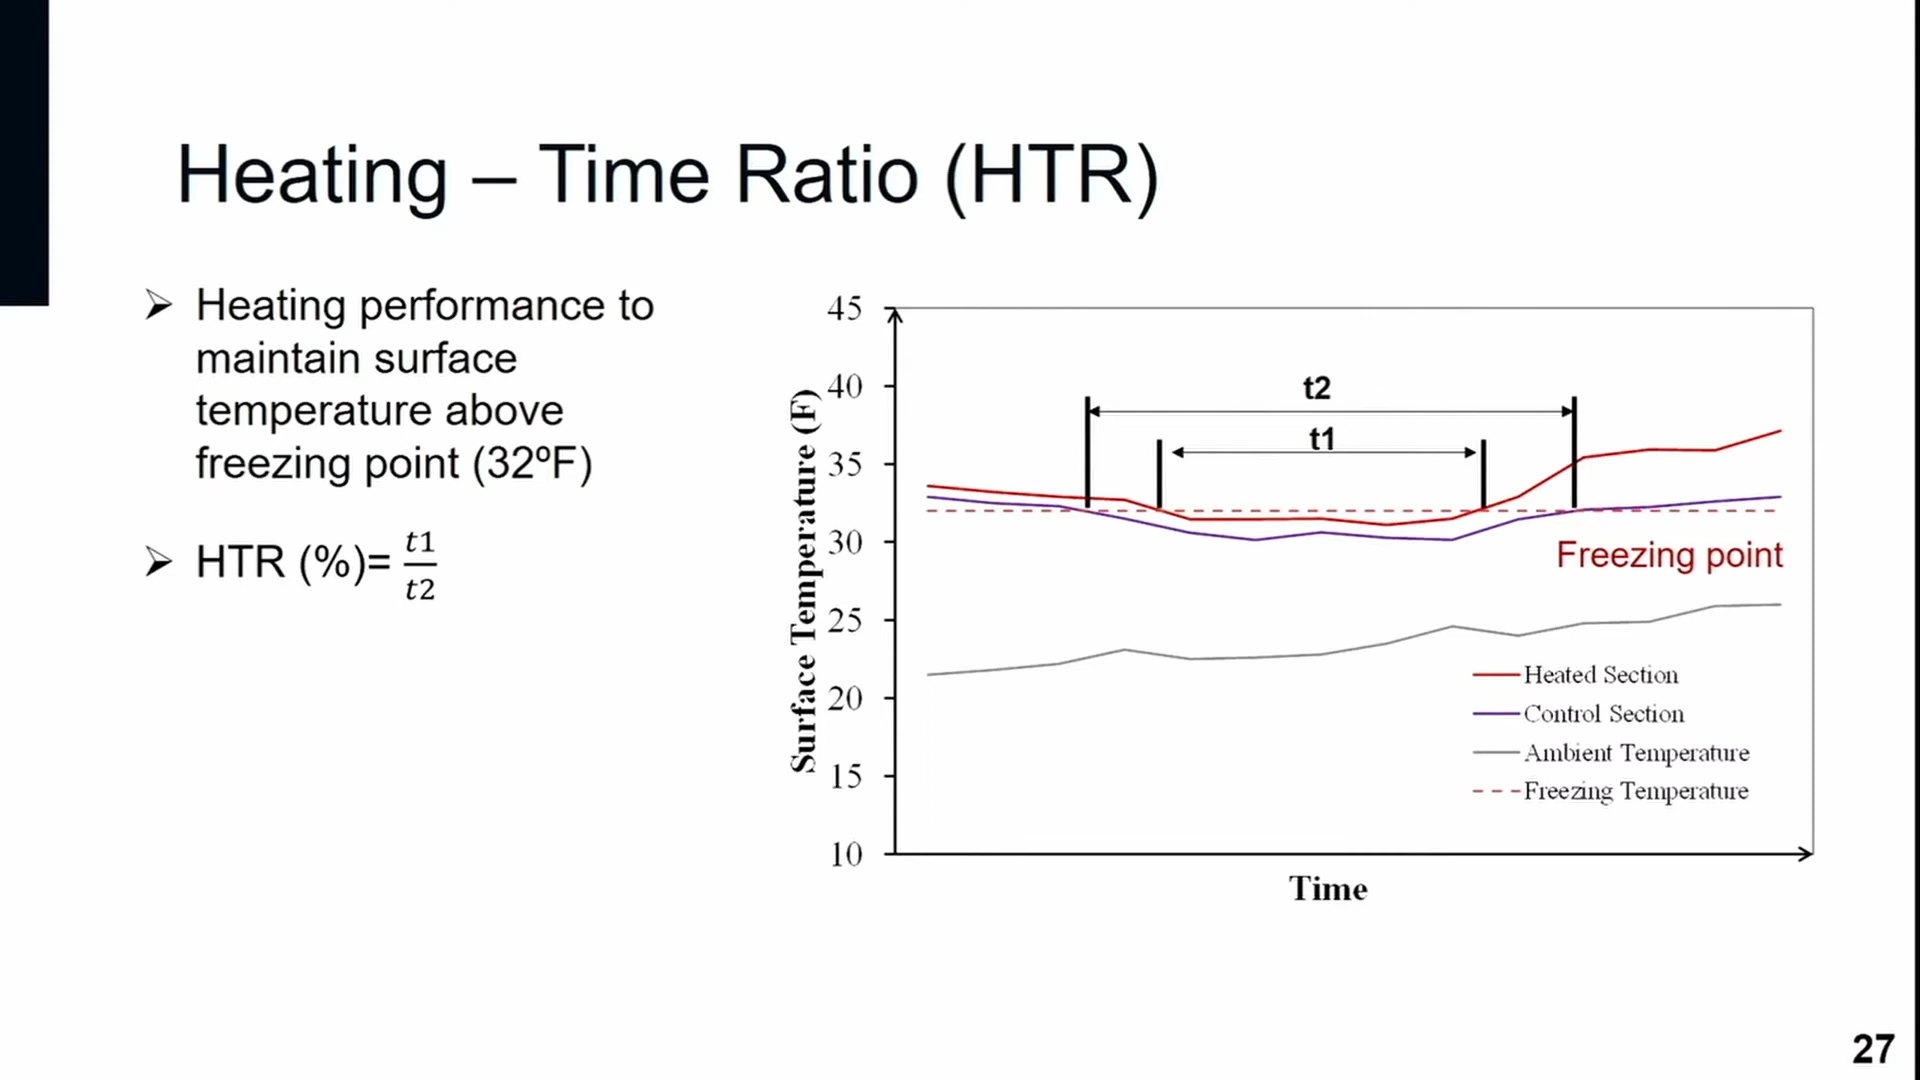 Heating – Time Ratio (HTR)
➢ Heating performance to
maintain surface
temperature above
freezing point (32ºF)
➢ HTR (%)= t1/t2
Surface Temperature (F)
45
40
35
30
25
20
15
10
t2
t1
Freezing point
Heated Section
Control Section
Ambient Temperature
Freezing Temperature
Time
27